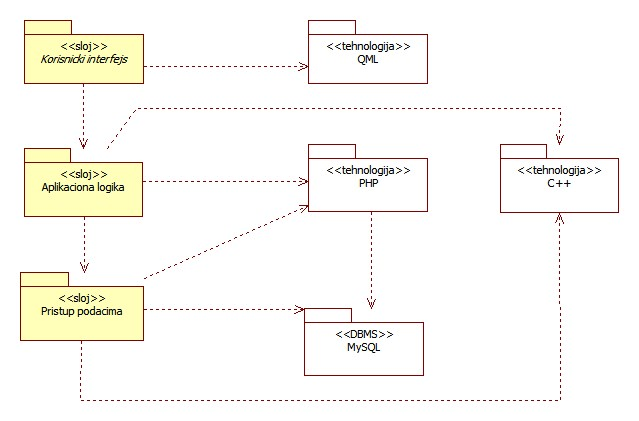 <<sloj>>
Korisnicki interfejs
<<tehnologija>>
QML
<<sloj>>
Aplikaciona logika
<<tehnologija>>
PHP
<<tehnologija>>
C++
<<sloj>>
Pristup podacima
<<DBMS>>
MySQL